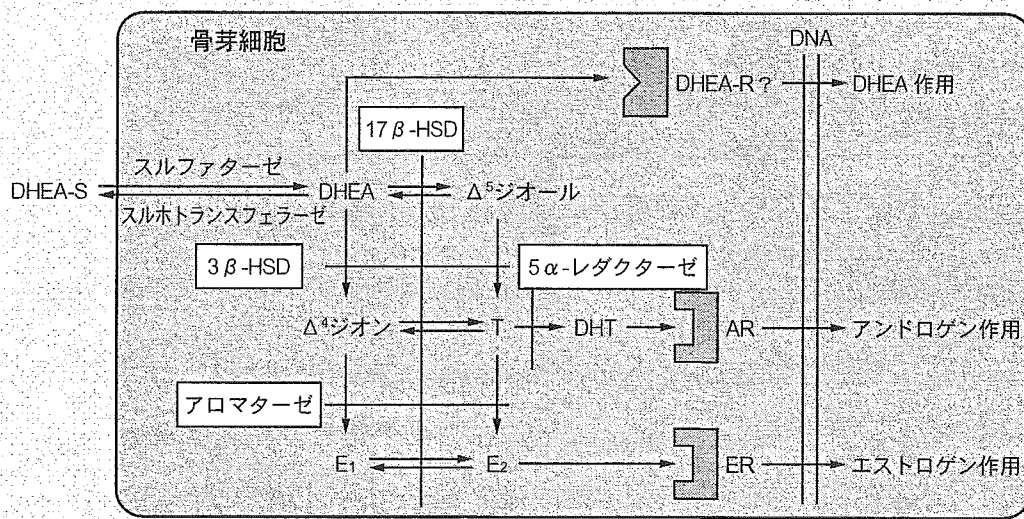 骨芽細胞
DNA
DHEA-R？
DHEA 作用
17β-HSD
スルファターゼ
DHEA-S
DHEA
Δ⁵ジオール
スルホトランスフェラーゼ
3β-HSD
5α-レダクターゼ
Δ⁴ジオン
T
DHT
AR
アンドロゲン作用
アロマターゼ
E₁
E₂
ER
エストロゲン作用